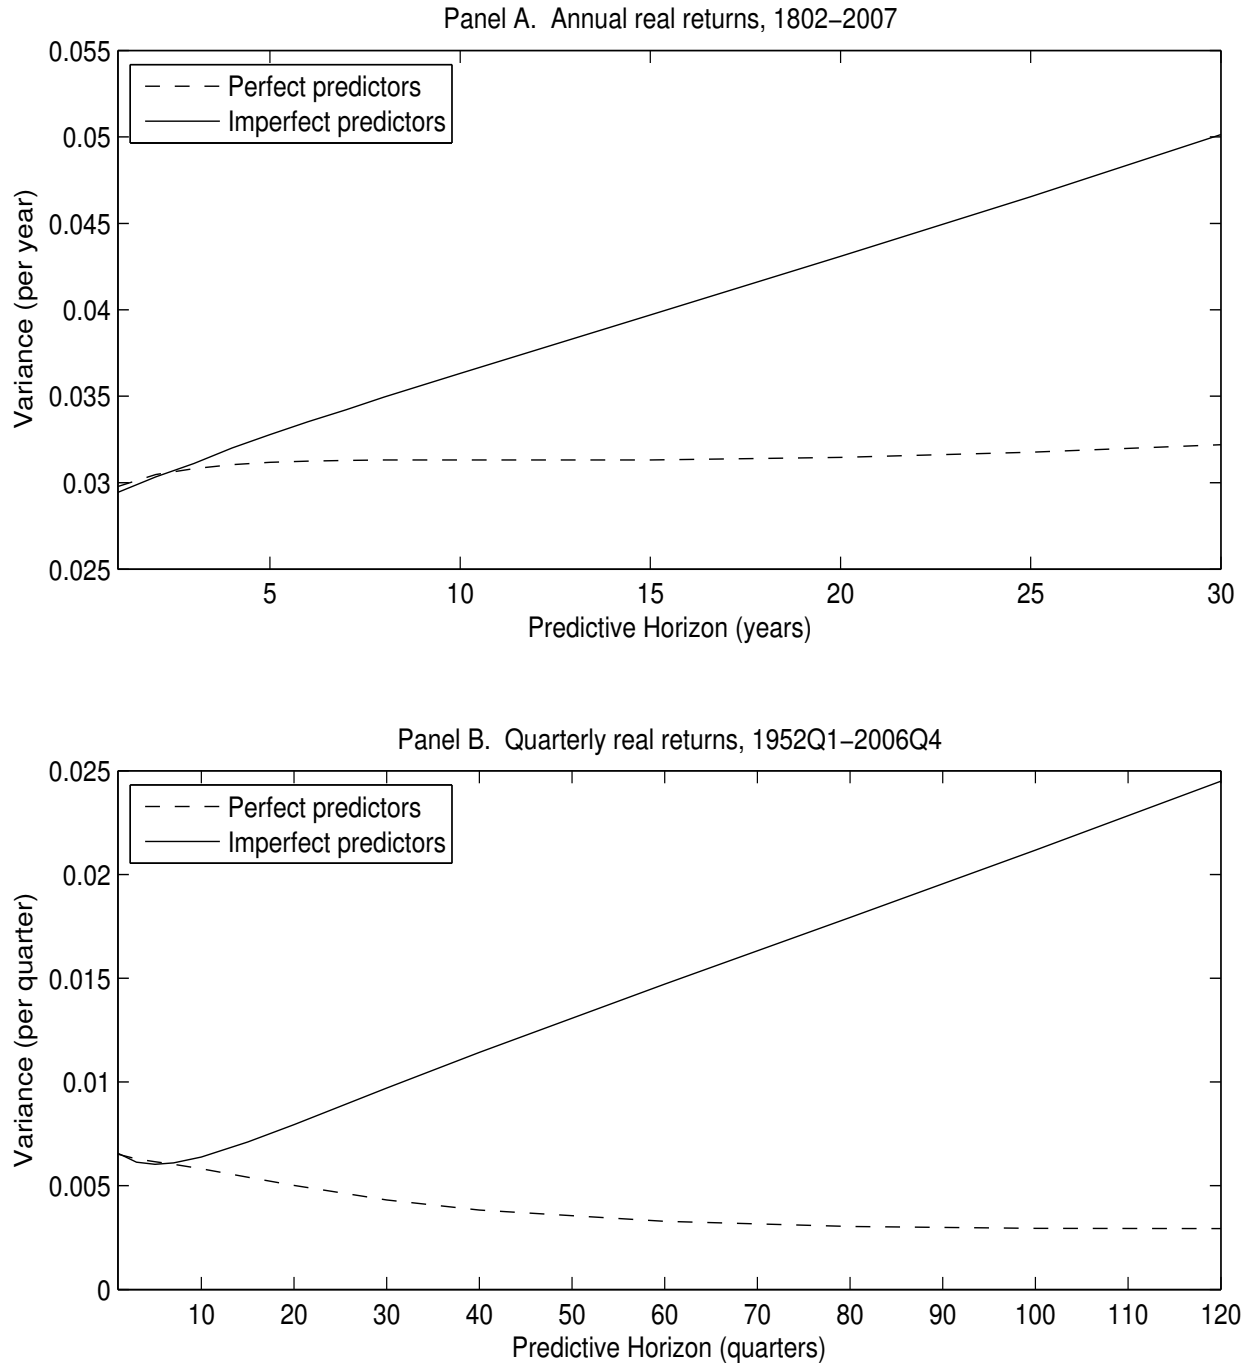 Panel A.  Annual real returns, 1802−2007
0.055
0.05
0.045
0.04
0.035
0.03
0.025
Variance (per year)
Perfect predictors
Imperfect predictors
5 10 15 20 25 30
Predictive Horizon (years)
Panel B.  Quarterly real returns, 1952Q1−2006Q4
0.025
0.02
0.015
0.01
0.005
0
Variance (per quarter)
Perfect predictors
Imperfect predictors
10 20 30 40 50 60 70 80 90 100 110 120
Predictive Horizon (quarters)